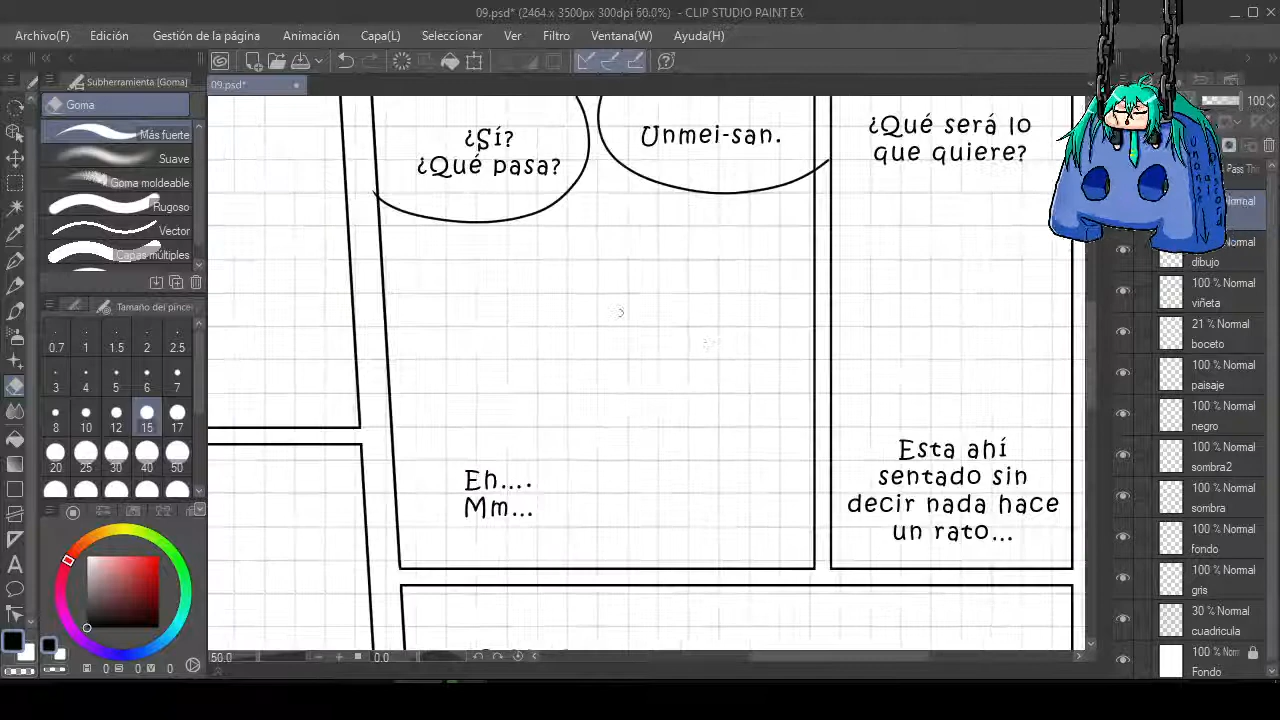 09.psd* (2464 x 3500px 300dpi 50.0%) - CLIP STUDIO PAINT EX
Archivo(F) Edición Gestión de la página Animación Capa(L) Seleccionar Ver Filtro Ventana(W) Ayuda(H)
Subherramienta (Goma)
09.psd*
Goma
Más fuerte
Suave
Goma moldeable
Rugoso
Vector
Capas múltiples
Tamaño del pincel
0.7 1 1.5 2 2.5
3 4 5 6 7
8 10 12 15 17
20 25 30 40 50
H 0 S 0 V 0
¿Sí?
¿Qué pasa?
Unmei-san.
¿Qué será lo
que quiere?
Eh....
Mm...
Esta ahí
sentado sin
decir nada hace
un rato...
50.0
0.0
100
Pass Thr
Normal
Normal
dibujo
100 % Normal
viñeta
21 % Normal
boceto
100 % Normal
paisaje
100 % Normal
negro
100 % Normal
sombra2
100 % Normal
sombra
100 % Normal
fondo
100 % Normal
gris
30 % Normal
cuadricula
100 % Norm
Fondo